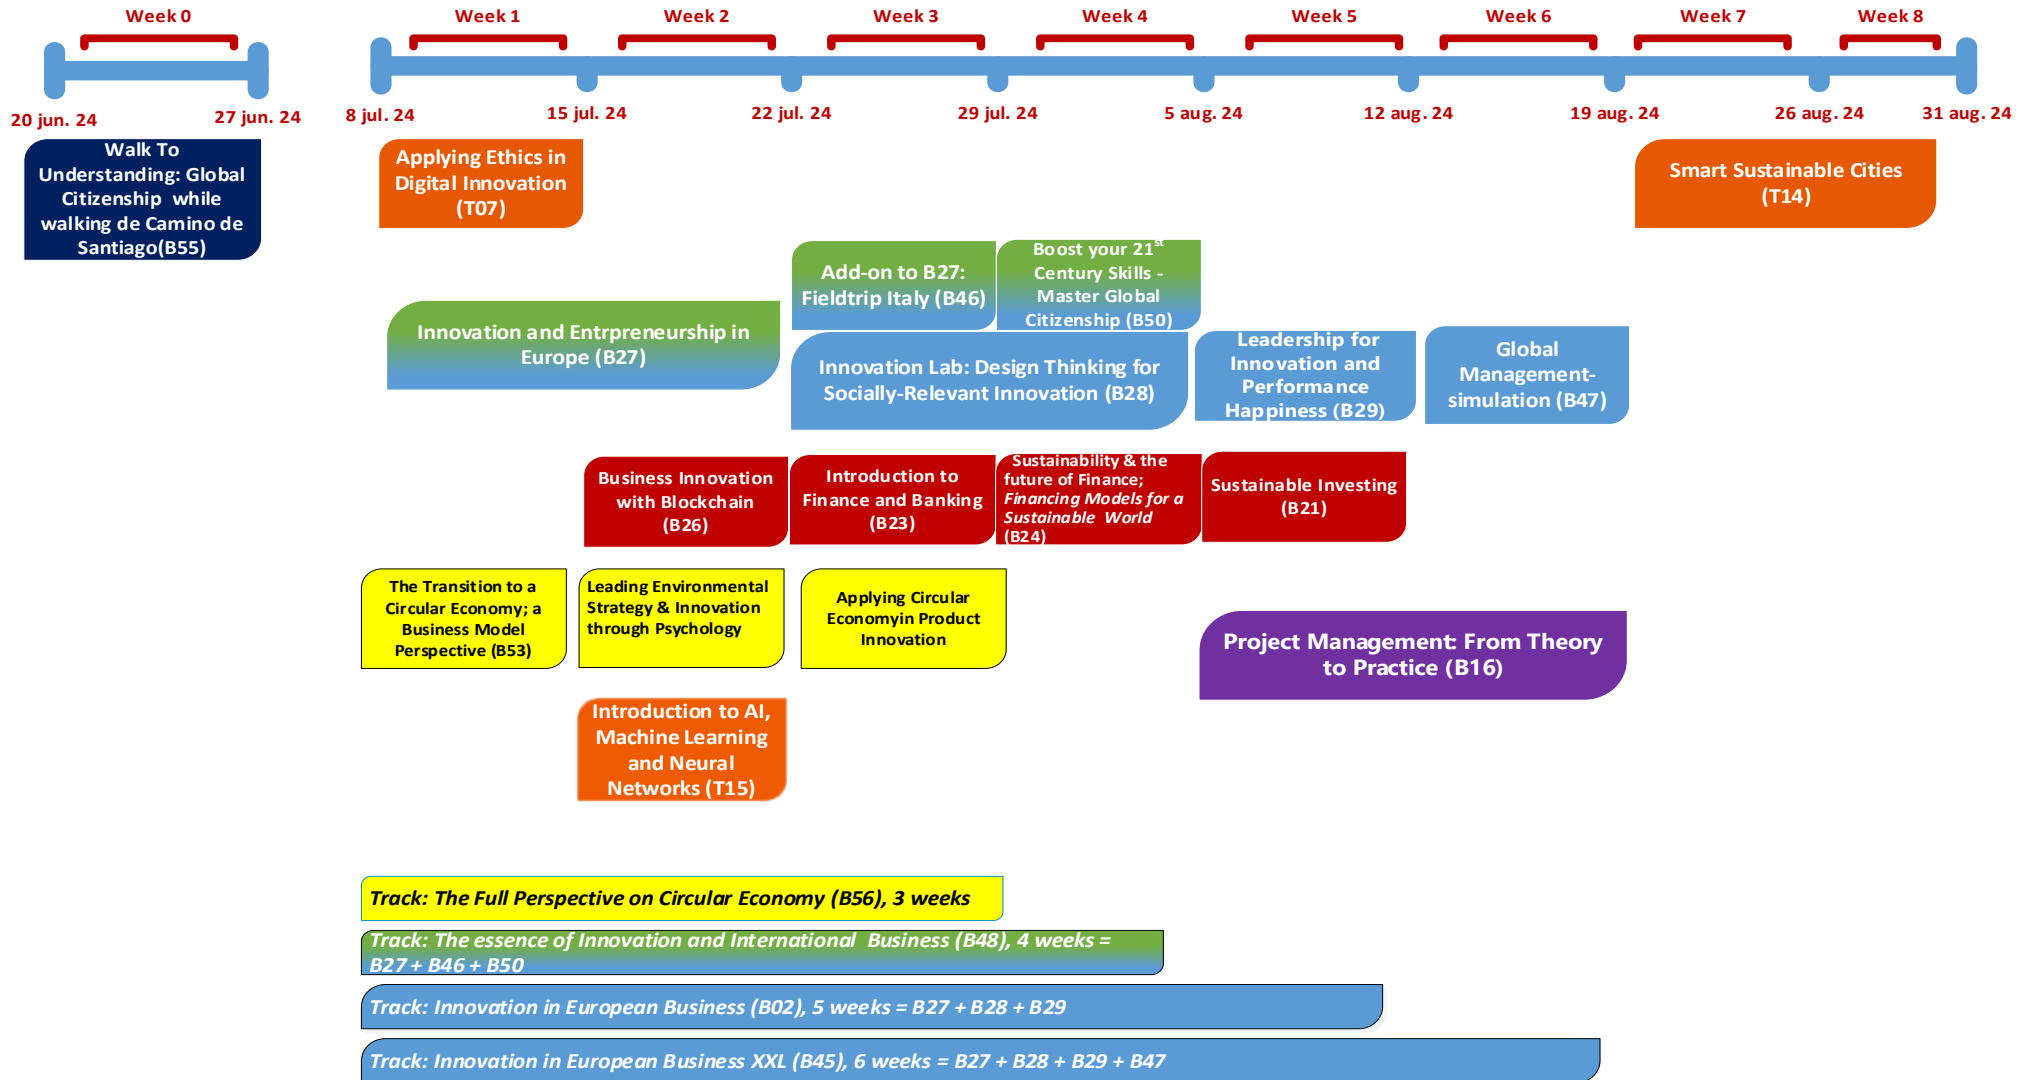 Week 0
Week 1
Week 2
Week 3
Week 4
Week 5
Week 6
Week 7
Week 8
20 jun. 24
27 jun. 24
8 jul. 24
15 jul. 24
22 jul. 24
29 jul. 24
5 aug. 24
12 aug. 24
19 aug. 24
26 aug. 24
31 aug. 24
Walk To
Understanding: Global
Citizenship while
walking de Camino de
Santiago(B55)
Applying Ethics in
Digital Innovation
(T07)
Smart Sustainable Cities
(T14)
Innovation and Entrpreneurship in
Europe (B27)
Add-on to B27:
Fieldtrip Italy (B46)
Boost your 21st
Century Skills -
Master Global
Citizenship (B50)
Innovation Lab: Design Thinking for
Socially-Relevant Innovation (B28)
Leadership for
Innovation and
Performance
Happiness (B29)
Global
Management-
simulation (B47)
Business Innovation
with Blockchain
(B26)
Introduction to
Finance and Banking
(B23)
Sustainability & the
future of Finance;
Financing Models for a
Sustainable World
(B24)
Sustainable Investing
(B21)
The Transition to a
Circular Economy; a
Business Model
Perspective (B53)
Leading Environmental
Strategy & Innovation
through Psychology
Applying Circular
Economyin Product
Innovation
Project Management: From Theory
to Practice (B16)
Introduction to AI,
Machine Learning
and Neural
Networks (T15)
Track: The Full Perspective on Circular Economy (B56), 3 weeks
Track: The essence of Innovation and International Business (B48), 4 weeks =
B27 + B46 + B50
Track: Innovation in European Business (B02), 5 weeks = B27 + B28 + B29
Track: Innovation in European Business XXL (B45), 6 weeks = B27 + B28 + B29 + B47